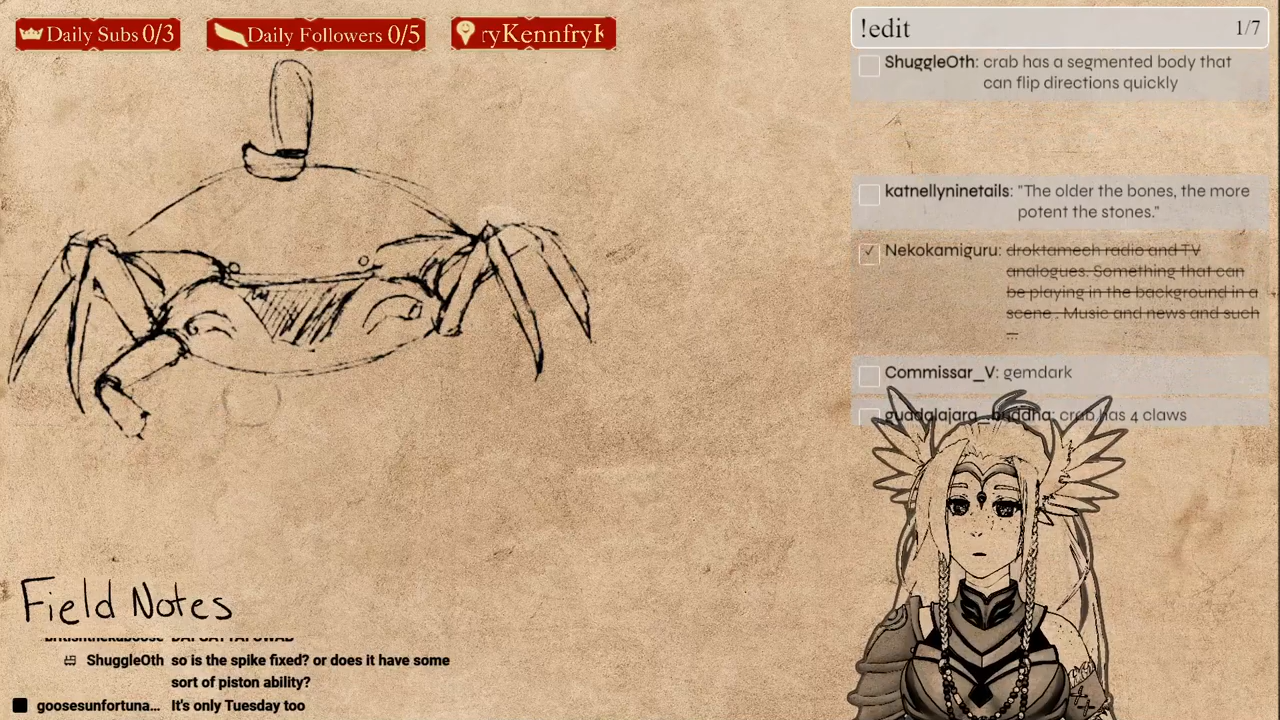 Daily Subs 0/3
Daily Followers 0/5
ryKennfryK
!edit
1/7
ShuggleOth: crab has a segmented body that
can flip directions quickly
katnellyninetails: "The older the bones, the more
potent the stones."
Nekokamiguru: droktamech radio and TV
analogues. Something that can
be playing in the background in a
scene . Music and news and such
...
Commissar_V: gemdark
guadalajara_buddha: crab has 4 claws
Field Notes
ShuggleOth so is the spike fixed? or does it have some
sort of piston ability?
goosesunfortuna... It's only Tuesday too